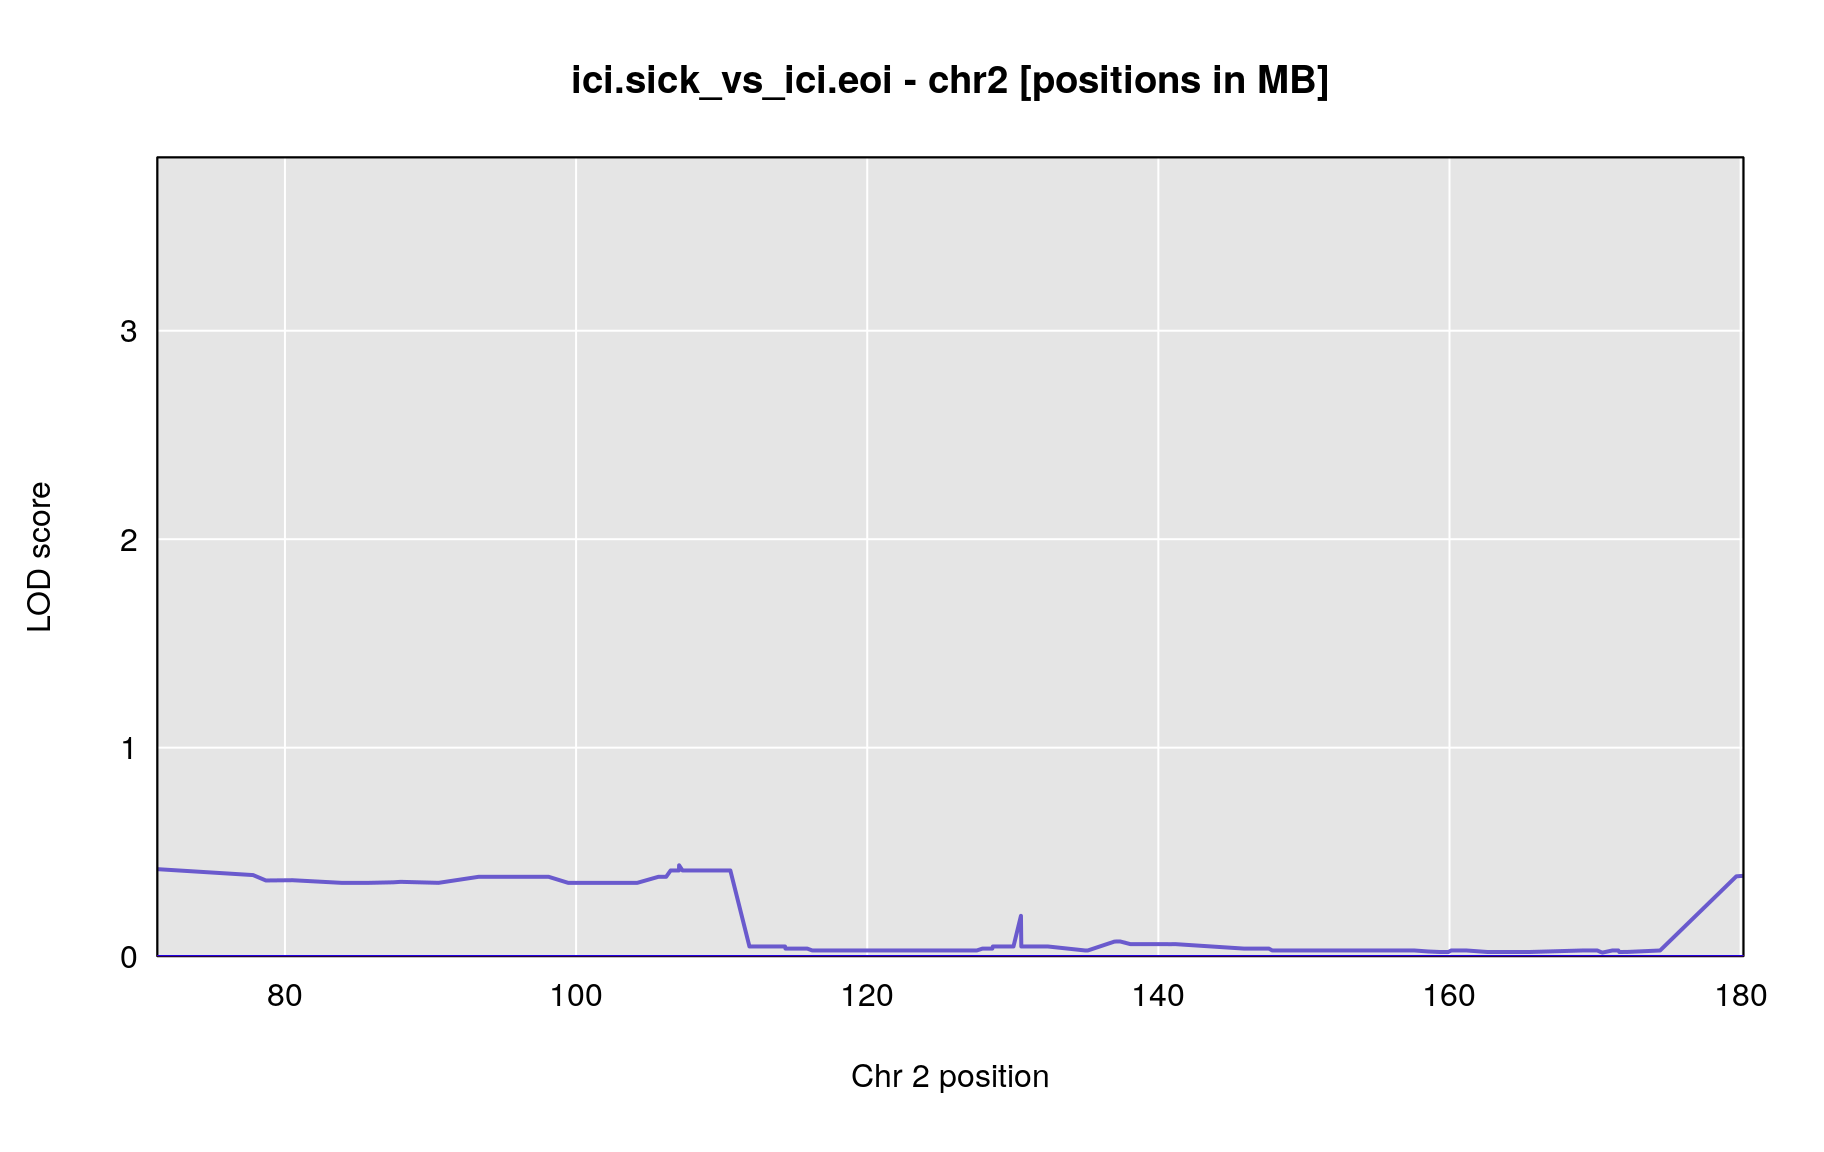 ici.sick_vs_ici.eoi - chr2 [positions in MB]
LOD score
3
2
1
0
80 100 120 140 160 180
Chr 2 position